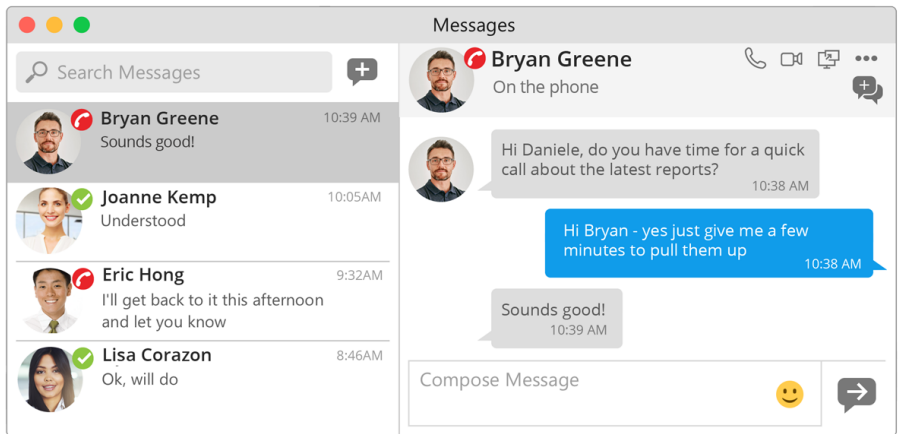 Messages
Search Messages
Bryan Greene
10:39 AM
Sounds good!
Joanne Kemp
10:05AM
Understood
Eric Hong
9:32AM
I'll get back to it this afternoon
and let you know
Lisa Corazon
8:46AM
Ok, will do
Bryan Greene
On the phone
Hi Daniele, do you have time for a quick
call about the latest reports?
10:38 AM
Hi Bryan - yes just give me a few
minutes to pull them up
10:38 AM
Sounds good!
10:39 AM
Compose Message